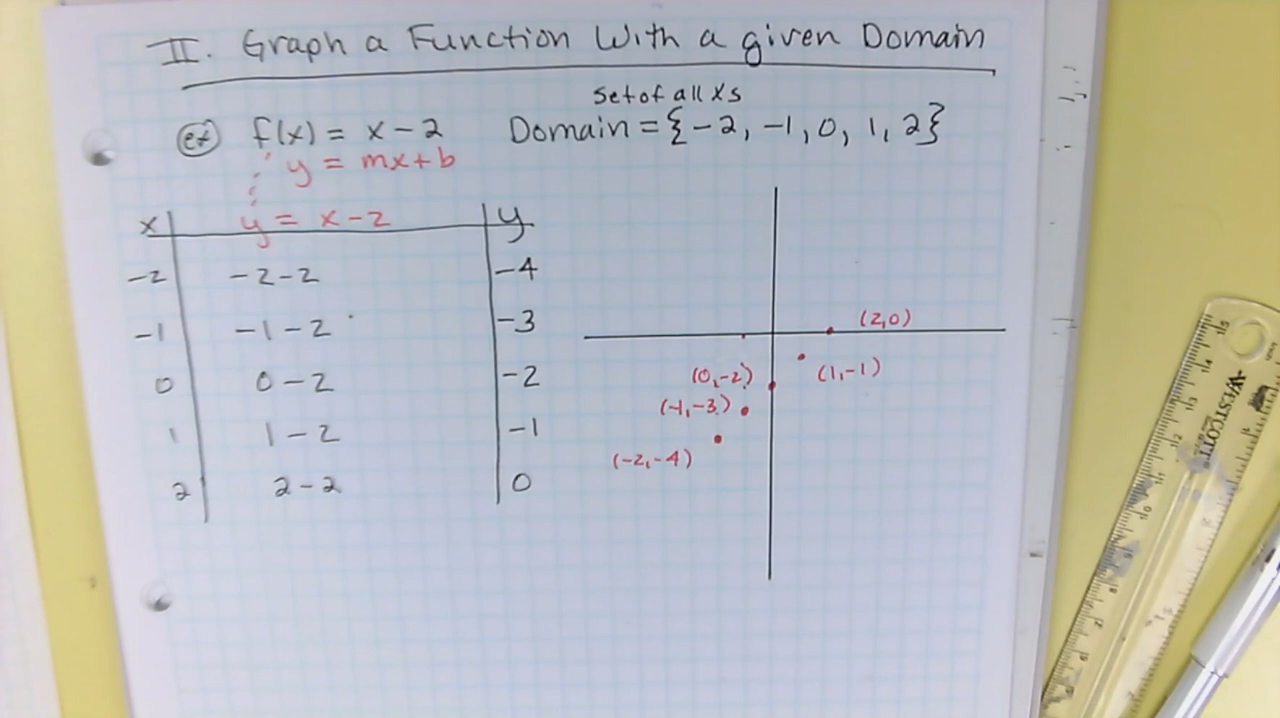 II. Graph a Function With a given Domain
set of all Xs
ex f(x) = x - 2 Domain = {-2, -1, 0, 1, 2}
y = mx + b
x y = x - 2 y
-2 -2 - 2 -4
-1 -1 - 2 -3
0 0 - 2 -2
1 1 - 2 -1
2 2 - 2 0
(2,0)
(1,-1)
(0,-2)
(-1,-3)
(-2,-4)
WESTCOTT